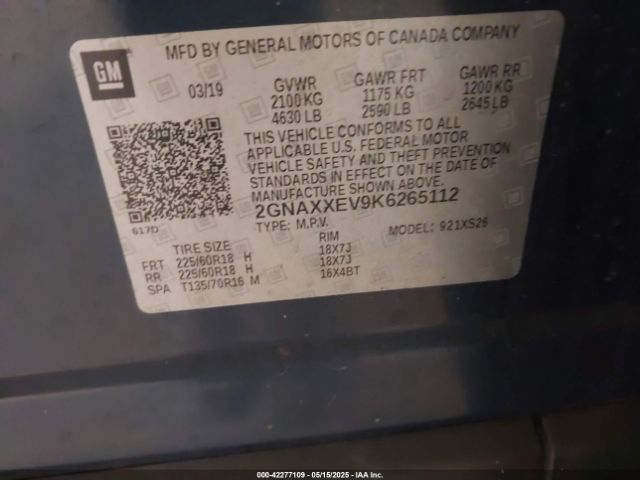 GM
MFD BY GENERAL MOTORS OF CANADA COMPANY
03/19 GVWR GAWR FRT GAWR RR
2100 KG 1175 KG 1200 KG
4630 LB 2590 LB 2645 LB
THIS VEHICLE CONFORMS TO ALL
APPLICABLE U.S. FEDERAL MOTOR
VEHICLE SAFETY AND THEFT PREVENTION
STANDARDS IN EFFECT ON THE DATE OF
MANUFACTURE SHOWN ABOVE.
2GNAXXEV9K6265112
617D TYPE: M.P.V. MODEL: 921XS26
TIRE SIZE RIM
FRT 225/60R18 H 18X7J
RR 225/60R18 H 18X7J
SPA T135/70R16 M 16X4BT
000-42277109 - 05/15/2025 - IAA Inc.